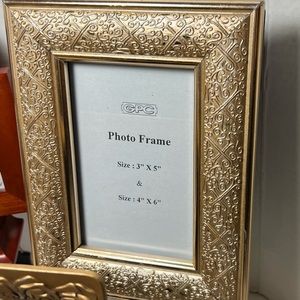 GPC
Photo Frame
Size : 3" X 5"
&
Size : 4" X 6"